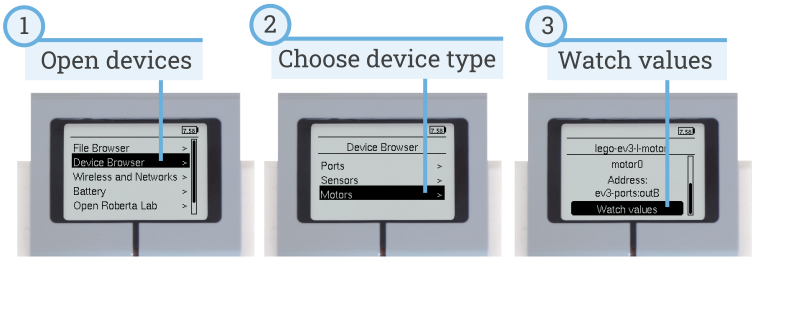 1
Open devices
7.58
File Browser >
Device Browser >
Wireless and Networks >
Battery >
Open Roberta Lab >
2
Choose device type
7.58
Device Browser
Ports >
Sensors >
Motors >
3
Watch values
7.58
lego-ev3-l-motor
motor0
Address:
ev3-ports:outB
Watch values